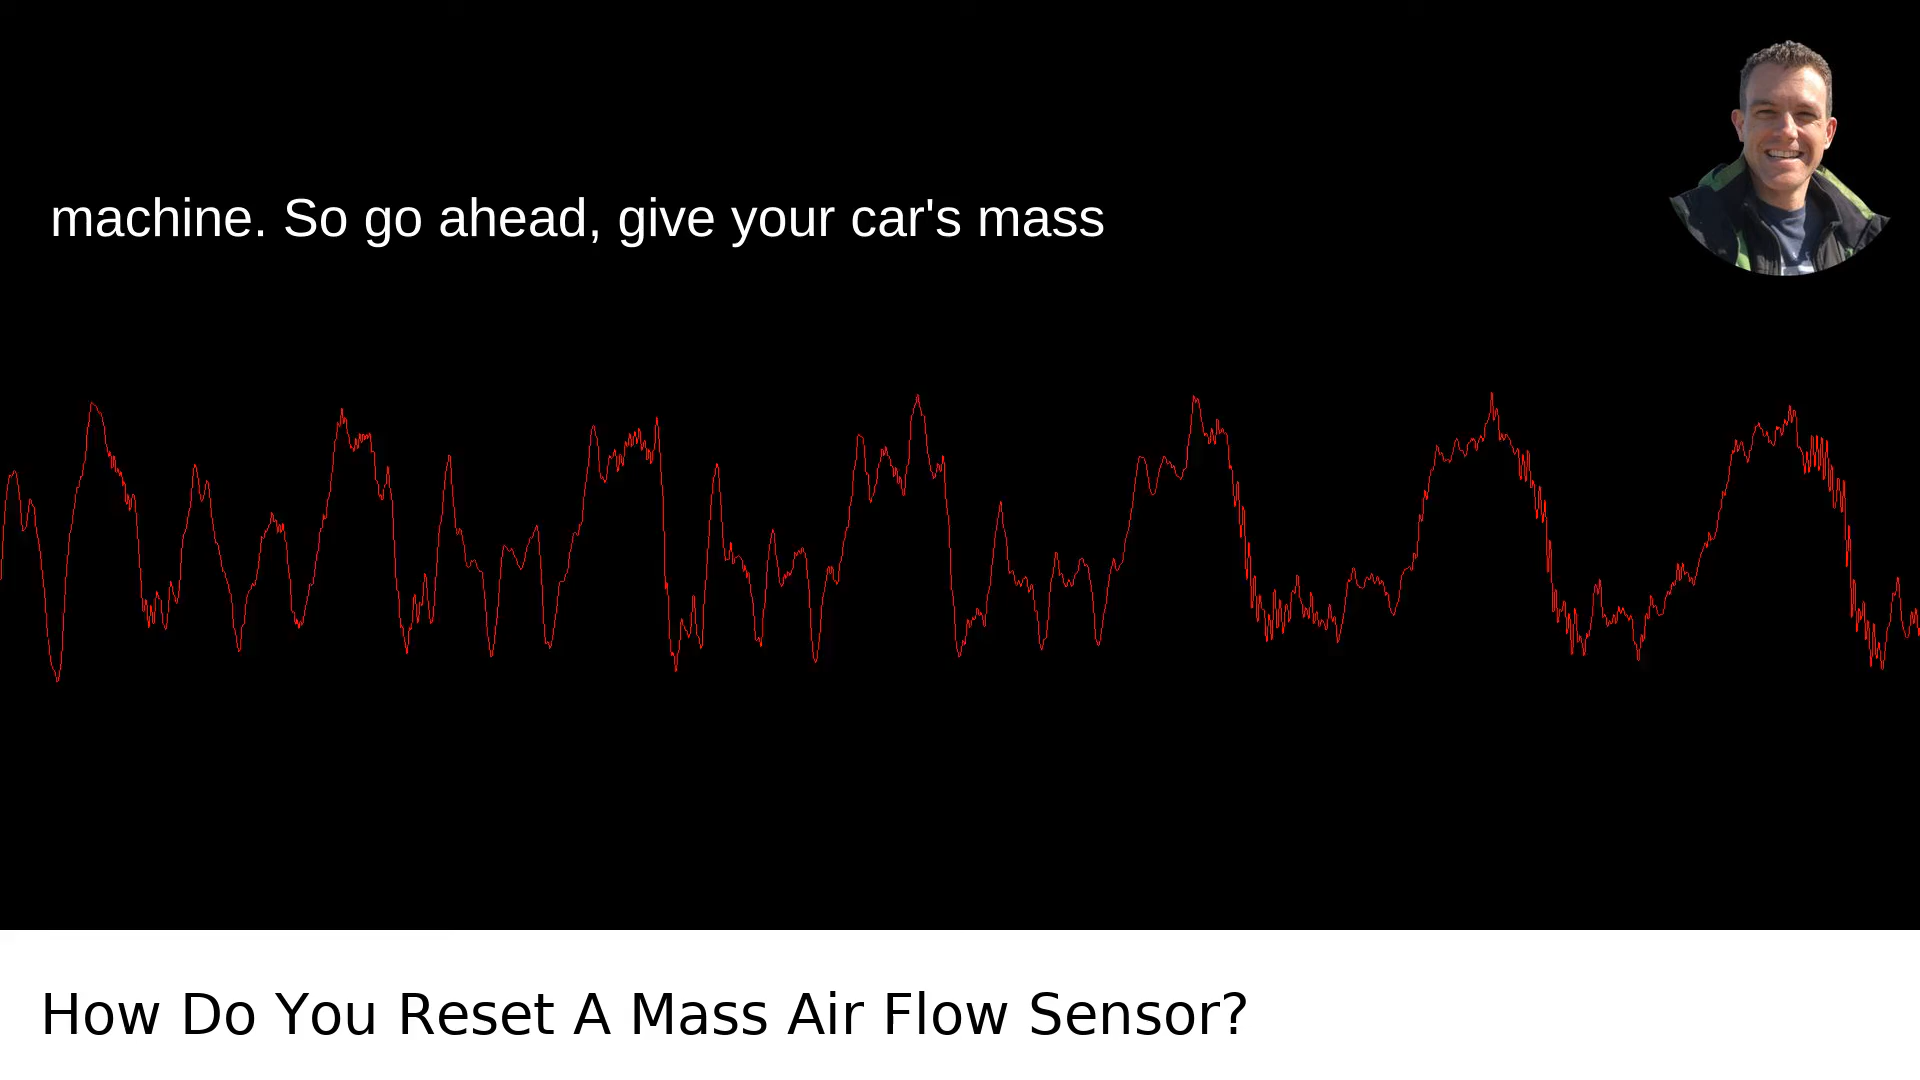 machine. So go ahead, give your car's mass
How Do You Reset A Mass Air Flow Sensor?